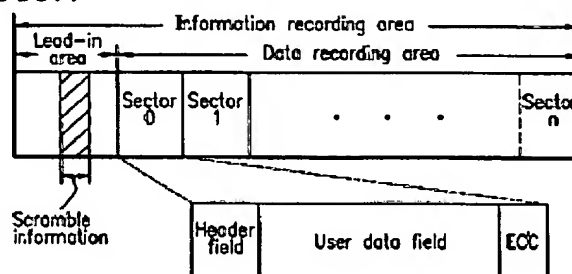 Information recording area
Lead-in area
Data recording area
Sector 0
Sector 1
. . .
Sector n
Scramble information
Header field
User data field
ECC